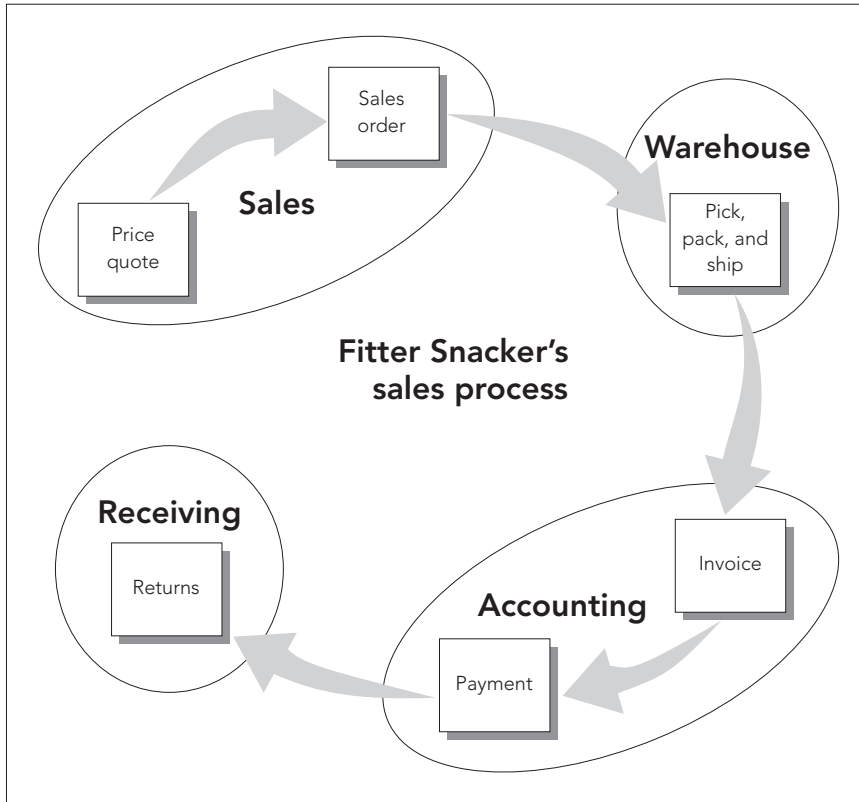 Sales
order
Sales
Price
quote
Warehouse
Pick,
pack, and
ship
Fitter Snacker’s
sales process
Receiving
Returns
Invoice
Accounting
Payment